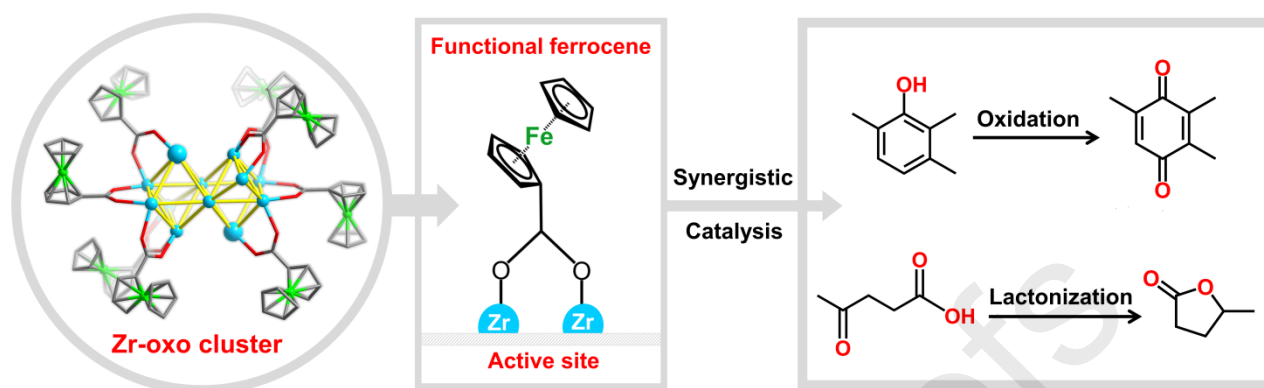 Zr-oxo cluster
Functional ferrocene
Fe
O O
Zr Zr
Active site
Synergistic
Catalysis
OH
Oxidation
O
O
O
OH
O
Lactonization
O
O